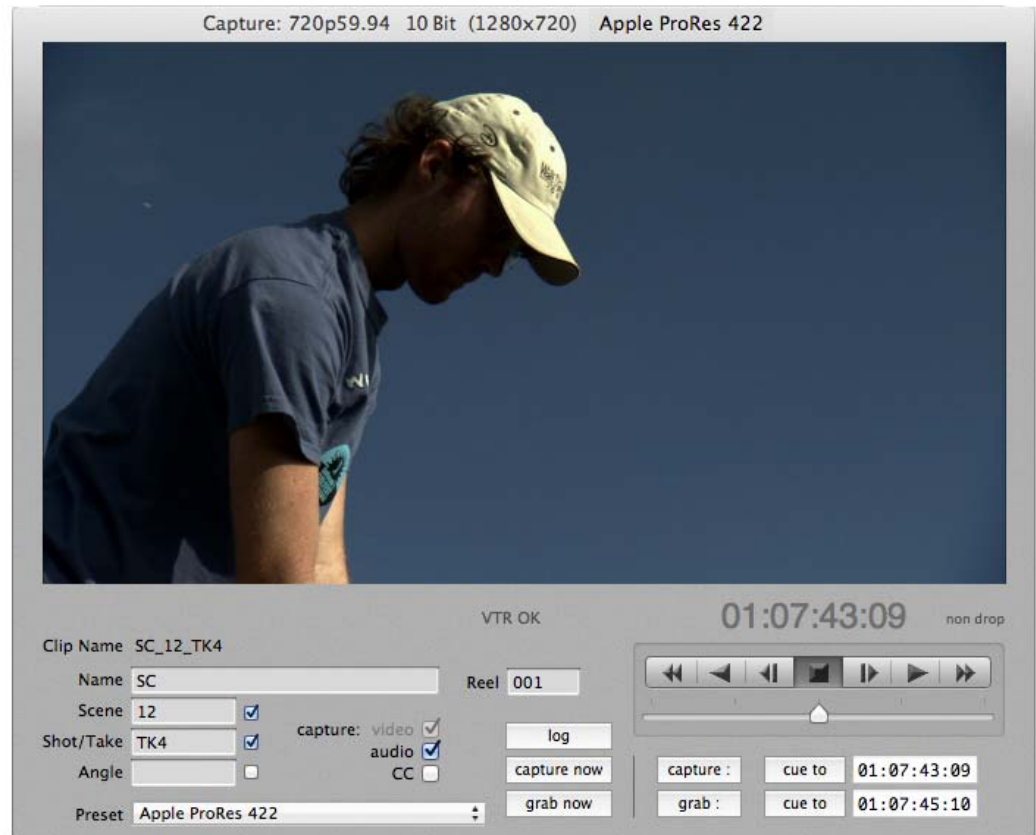 Capture: 720p59.94 10 Bit (1280x720) Apple ProRes 422
VTR OK
01:07:43:09
non drop
Clip Name SC_12_TK4
Name SC
Reel 001
Scene 12
Shot/Take TK4
Angle
capture: video
audio
CC
Preset Apple ProRes 422
log
capture now
grab now
capture : cue to 01:07:43:09
grab : cue to 01:07:45:10